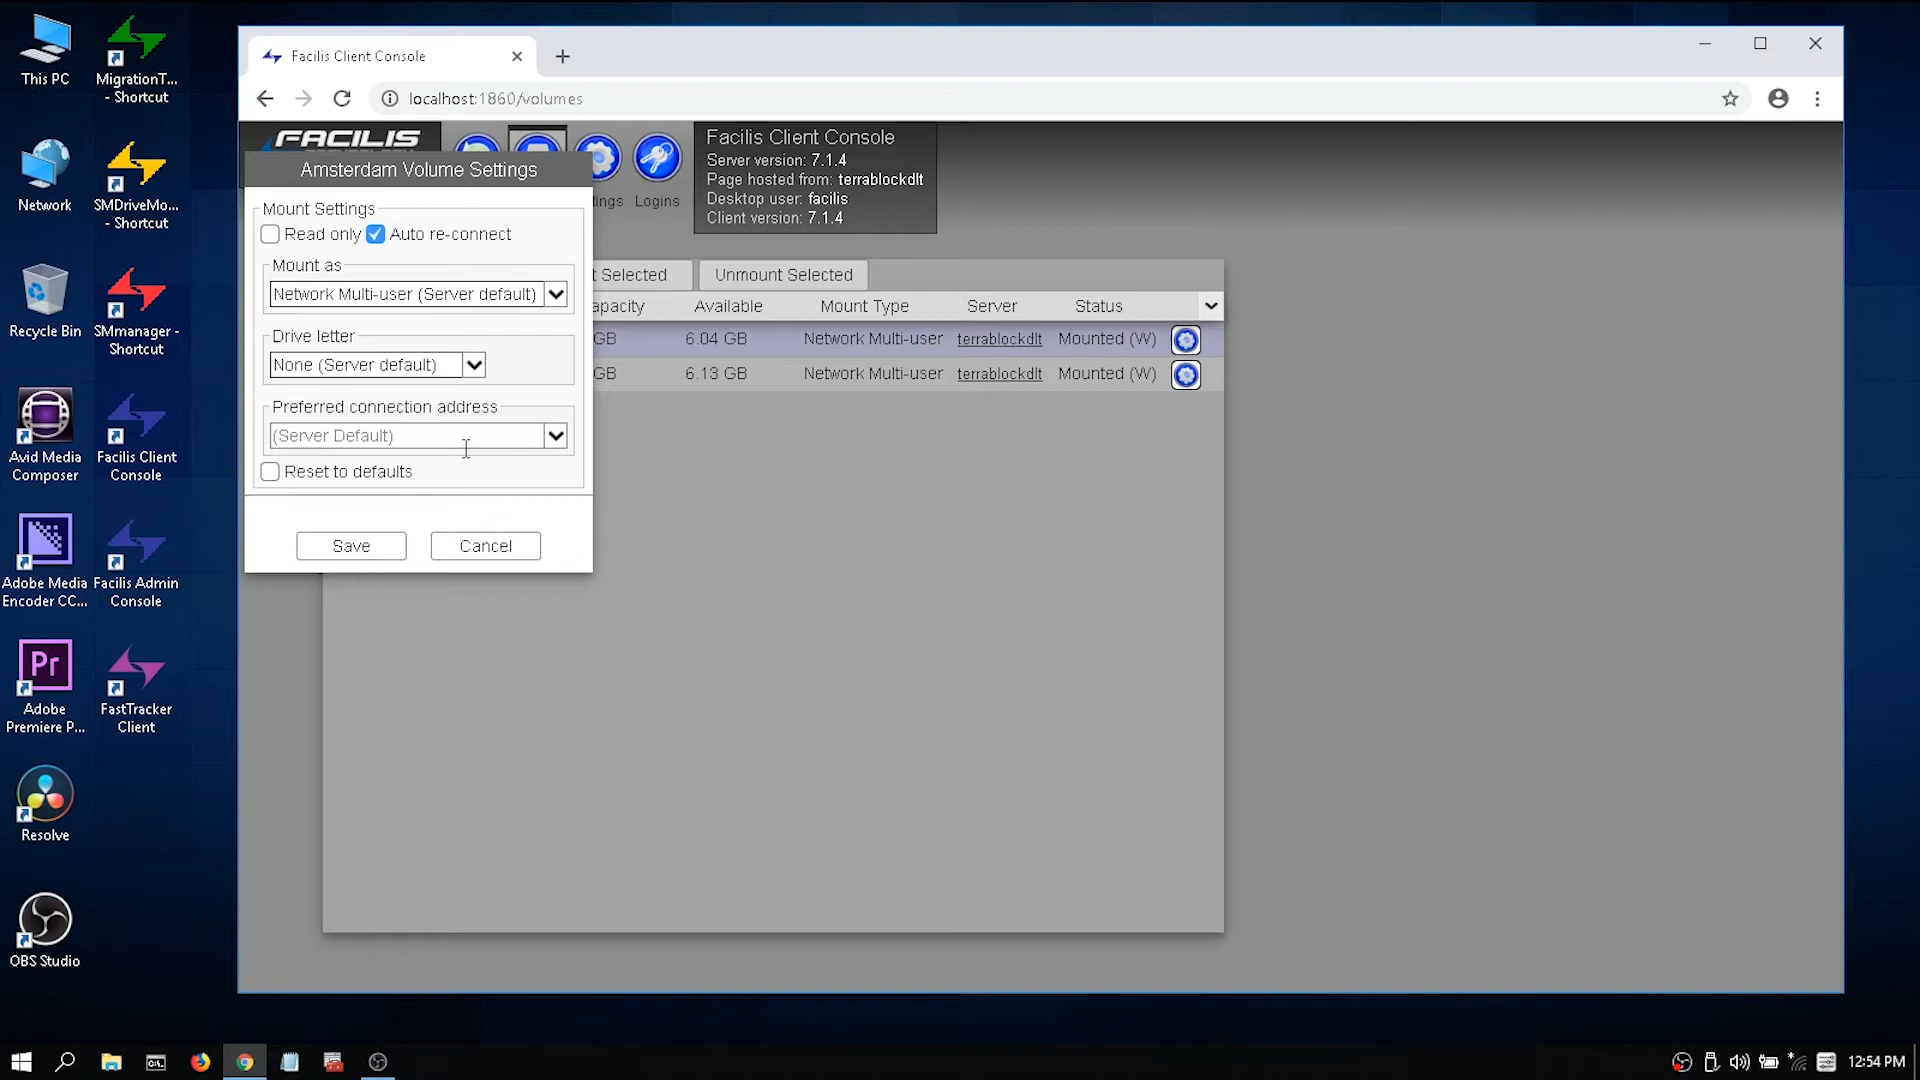 This PC
MigrationT...
- Shortcut
Network
SMDriveMo...
- Shortcut
Recycle Bin
SMmanager -
Shortcut
Avid Media
Composer
Facilis Client
Console
Adobe Media
Encoder CC...
Facilis Admin
Console
Adobe
Premiere P...
FastTracker
Client
Resolve
OBS Studio
Pr
Facilis Client Console
localhost:1860/volumes
FACILIS
Logins
Facilis Client Console
Server version: 7.1.4
Page hosted from: terrablockdlt
Desktop user: facilis
Client version: 7.1.4
Amsterdam Volume Settings
Mount Settings
Read only
Auto re-connect
Mount as
Network Multi-user (Server default)
Drive letter
None (Server default)
Preferred connection address
(Server Default)
Reset to defaults
Save
Cancel
t Selected
Unmount Selected
apacity Available Mount Type Server Status
GB 6.04 GB Network Multi-user terrablockdlt Mounted (W)
GB 6.13 GB Network Multi-user terrablockdlt Mounted (W)
12:54 PM